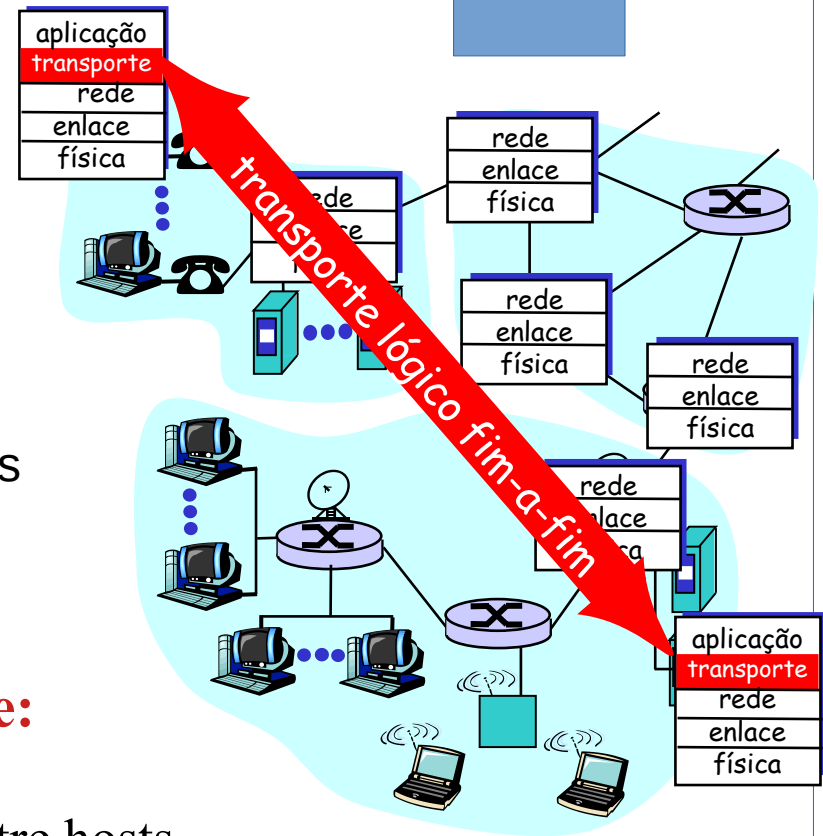 aplicação
transporte
rede
enlace
física
rede
enlace
física
rede
enlace
física
rede
enlace
física
transporte lógico fim-a-fim
rede
aplicação
transporte
rede
enlace
física
s
e:
hosts